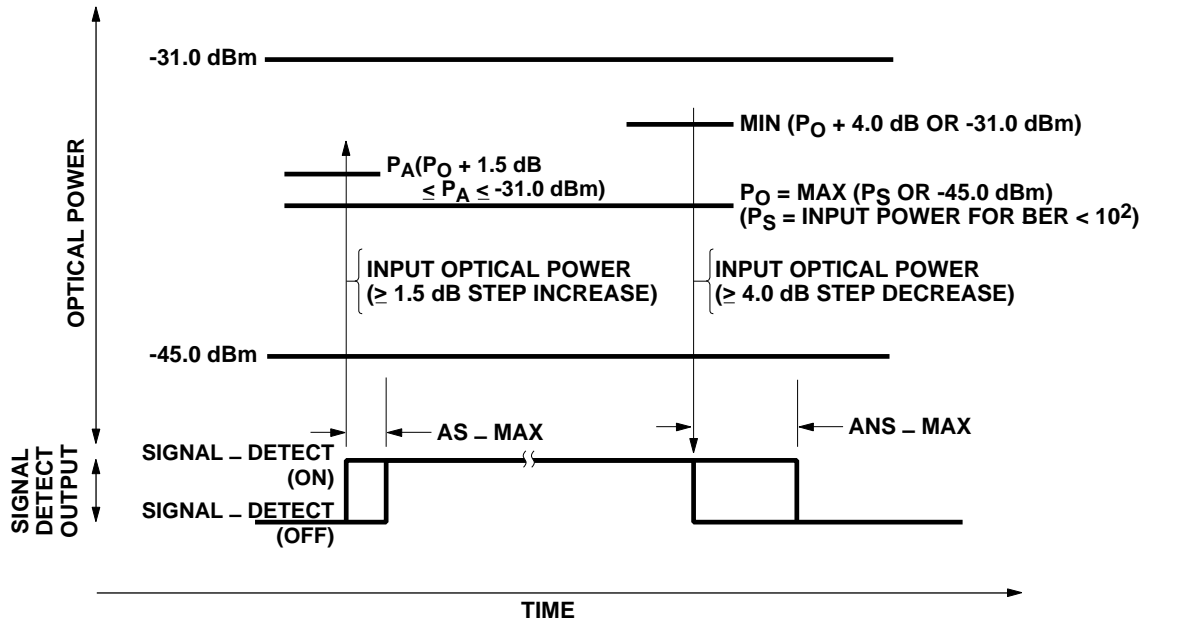 -31.0 dBm
MIN (PO + 4.0 dB OR -31.0 dBm)
PA(PO + 1.5 dB
≤ PA ≤ -31.0 dBm)
PO = MAX (PS OR -45.0 dBm)
(PS = INPUT POWER FOR BER < 10²)
OPTICAL POWER
INPUT OPTICAL POWER
(≥ 1.5 dB STEP INCREASE)
INPUT OPTICAL POWER
(≥ 4.0 dB STEP DECREASE)
-45.0 dBm
AS – MAX
ANS – MAX
SIGNAL
DETECT
OUTPUT
SIGNAL – DETECT
(ON)
SIGNAL – DETECT
(OFF)
TIME